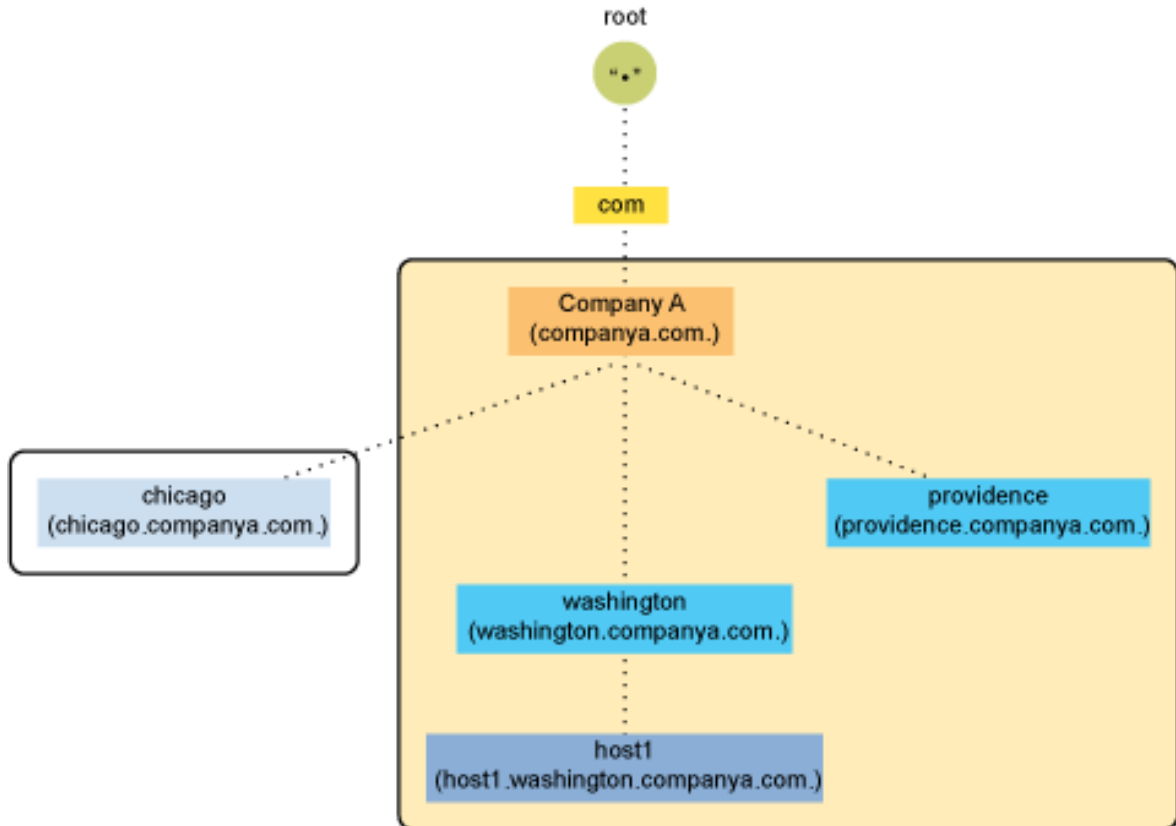 root
“•”
com
Company A
(companya.com.)
chicago
(chicago.companya.com.)
providence
(providence.companya.com.)
washington
(washington.companya.com.)
host1
(host1.washington.companya.com.)